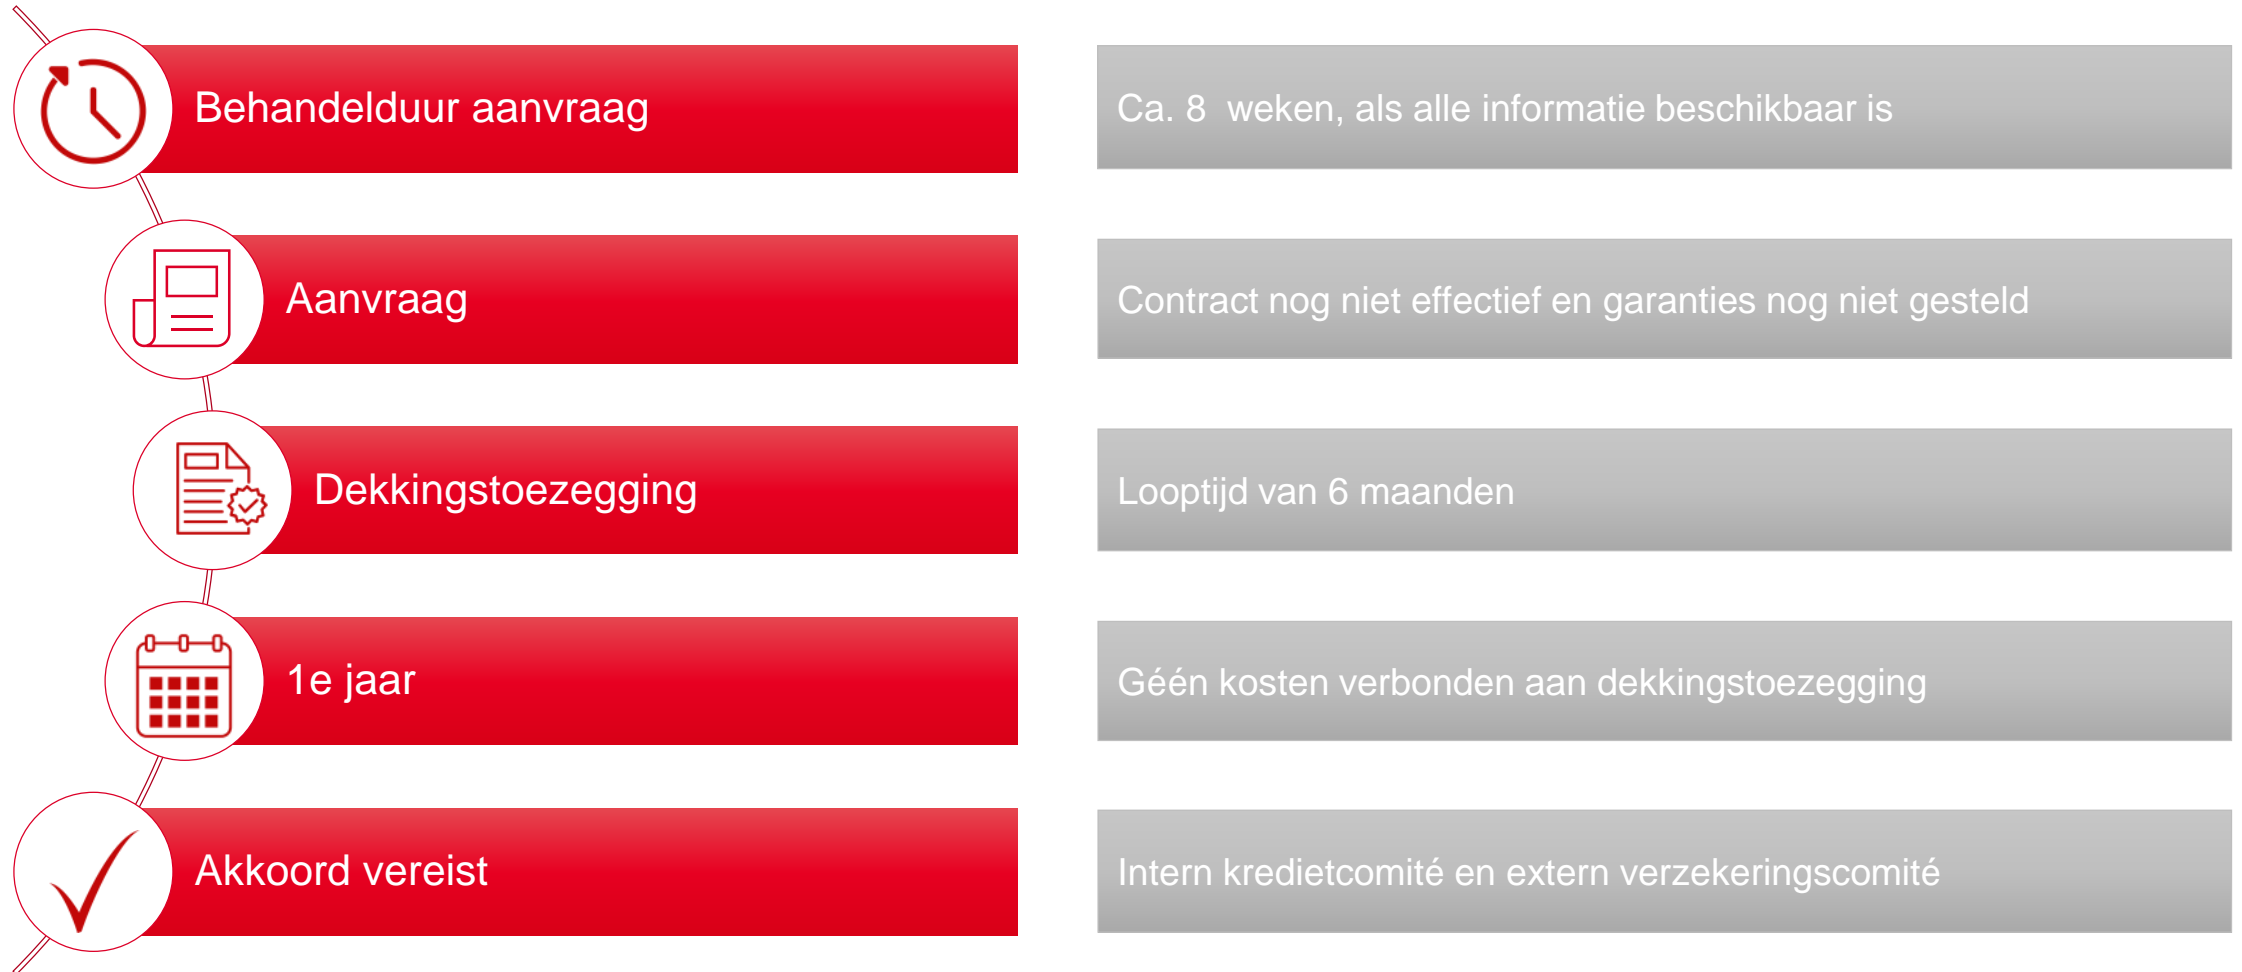 Behandelduur aanvraag
Ca. 8  weken, als alle informatie beschikbaar is
Aanvraag
Contract nog niet effectief en garanties nog niet gesteld
Dekkingstoezegging
Looptijd van 6 maanden
1e jaar
Géén kosten verbonden aan dekkingstoezegging
Akkoord vereist
Intern kredietcomité en extern verzekeringscomité